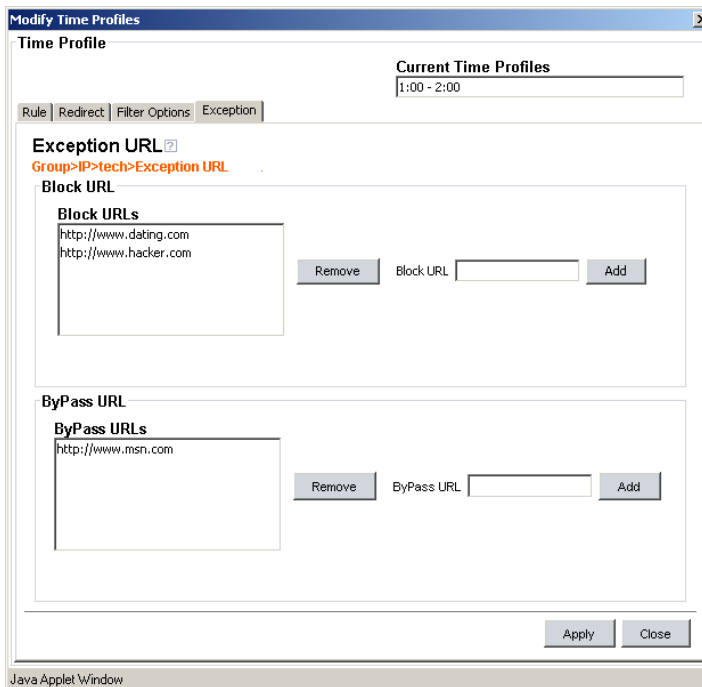 Modify Time Profiles
Time Profile
Current Time Profiles
1:00 - 2:00
Rule Redirect Filter Options Exception
Exception URL ?
Group>IP>tech>Exception URL
Block URL
Block URLs
http://www.dating.com
http://www.hacker.com
Remove Block URL Add
ByPass URL
ByPass URLs
http://www.msn.com
Remove ByPass URL Add
Apply Close
Java Applet Window